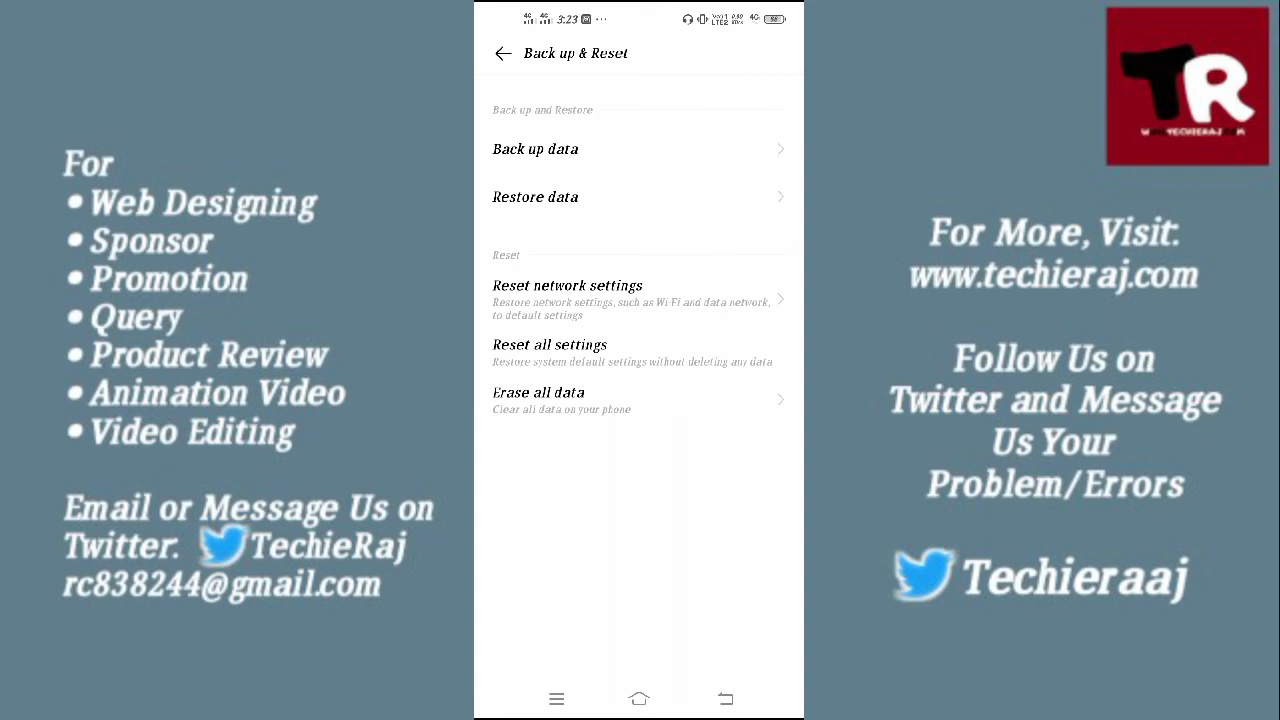 For
• Web Designing
• Sponsor
• Promotion
• Query
• Product Review
• Animation Video
• Video Editing
Email or Message Us on
Twitter. TechieRaj
rc838244@gmail.com
4G 4G 3:23 ...
LTE2 4G
Back up & Reset
Back up and Restore
Back up data
Restore data
Reset
Reset network settings
Restore network settings, such as Wi-Fi and data network,
to default settings
Reset all settings
Restore system default settings without deleting any data
Erase all data
Clear all data on your phone
TR
For More, Visit:
www.techieraj.com
Follow Us on
Twitter and Message
Us Your
Problem/Errors
Techieraaj